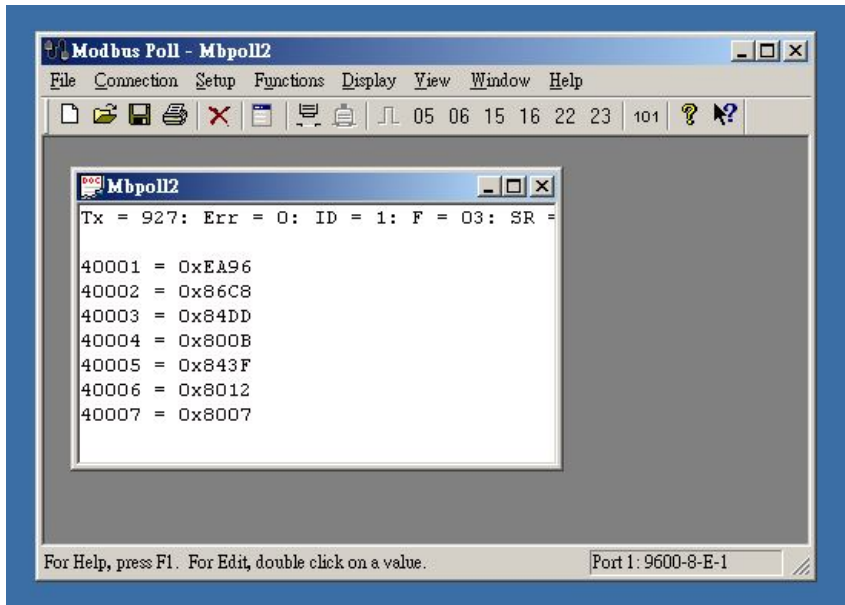 Modbus Poll - Mbpoll2
File Connection Setup Functions Display View Window Help
05 06 15 16 22 23 101
Mbpoll2
Tx = 927: Err = 0: ID = 1: F = 03: SR =
40001 = 0xEA96
40002 = 0x86C8
40003 = 0x84DD
40004 = 0x800B
40005 = 0x843F
40006 = 0x8012
40007 = 0x8007
For Help, press F1. For Edit, double click on a value. Port 1: 9600-8-E-1